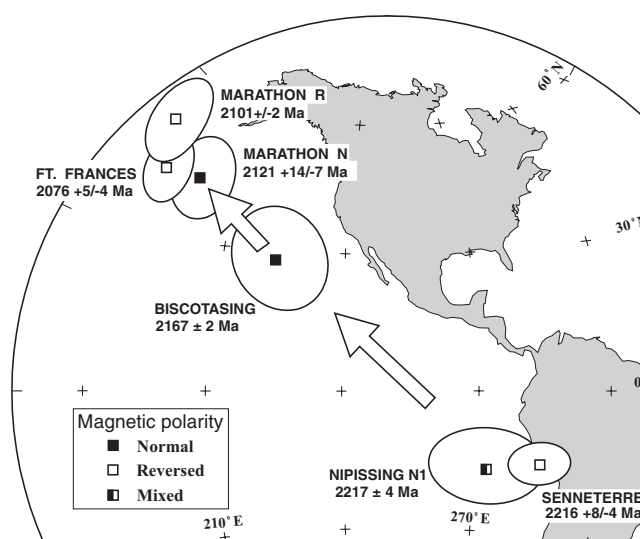 60°N
MARATHON R
2101+/-2 Ma
MARATHON N
2121 +14/-7 Ma
FT. FRANCES
2076 +5/-4 Ma
30°N
BISCOTASING
2167 ± 2 Ma
0
Magnetic polarity
Normal
Reversed
Mixed
NIPISSING N1
2217 ± 4 Ma
SENNETERRE
2216 +8/-4 Ma
210°E
270°E